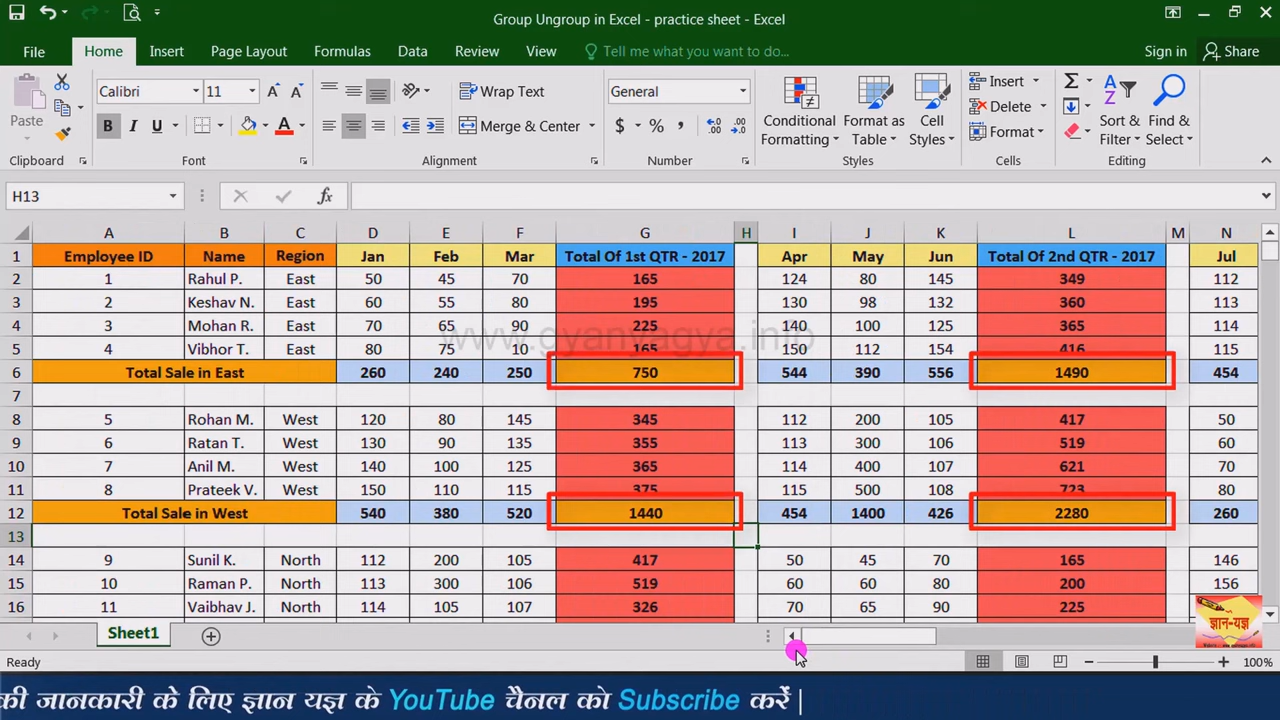 Group Ungroup in Excel - practice sheet - Excel
File Home Insert Page Layout Formulas Data Review View Tell me what you want to do... Sign in Share
Calibri 11 Wrap Text General Insert
Paste B I U Merge & Center $ % , Conditional Formatting Format as Table Cell Styles Delete Format Sort & Filter Find & Select
Clipboard Font Alignment Number Styles Cells Editing
H13 fx
A B C D E F G H I J K L M N
1 Employee ID Name Region Jan Feb Mar Total Of 1st QTR - 2017 Apr May Jun Total Of 2nd QTR - 2017 Jul
2 1 Rahul P. East 50 45 70 165 124 80 145 349 112
3 2 Keshav N. East 60 55 80 195 130 98 132 360 113
4 3 Mohan R. East 70 65 90 225 140 100 125 365 114
www.gyanyagya.info
5 4 Vibhor T. East 80 75 10 165 150 112 154 416 115
6 Total Sale in East 260 240 250 750 544 390 556 1490 454
7
8 5 Rohan M. West 120 80 145 345 112 200 105 417 50
9 6 Ratan T. West 130 90 135 355 113 300 106 519 60
10 7 Anil M. West 140 100 125 365 114 400 107 621 70
11 8 Prateek V. West 150 110 115 375 115 500 108 723 80
12 Total Sale in West 540 380 520 1440 454 1400 426 2280 260
13
14 9 Sunil K. North 112 200 105 417 50 45 70 165 146
15 10 Raman P. North 113 300 106 519 60 60 80 200 156
16 11 Vaibhav J. North 114 105 107 326 70 65 90 225
ज्ञान-यज्ञ
Sheet1
Ready 100%
की जानकारी के लिए ज्ञान यज्ञ के YouTube चैनल को Subscribe करें |